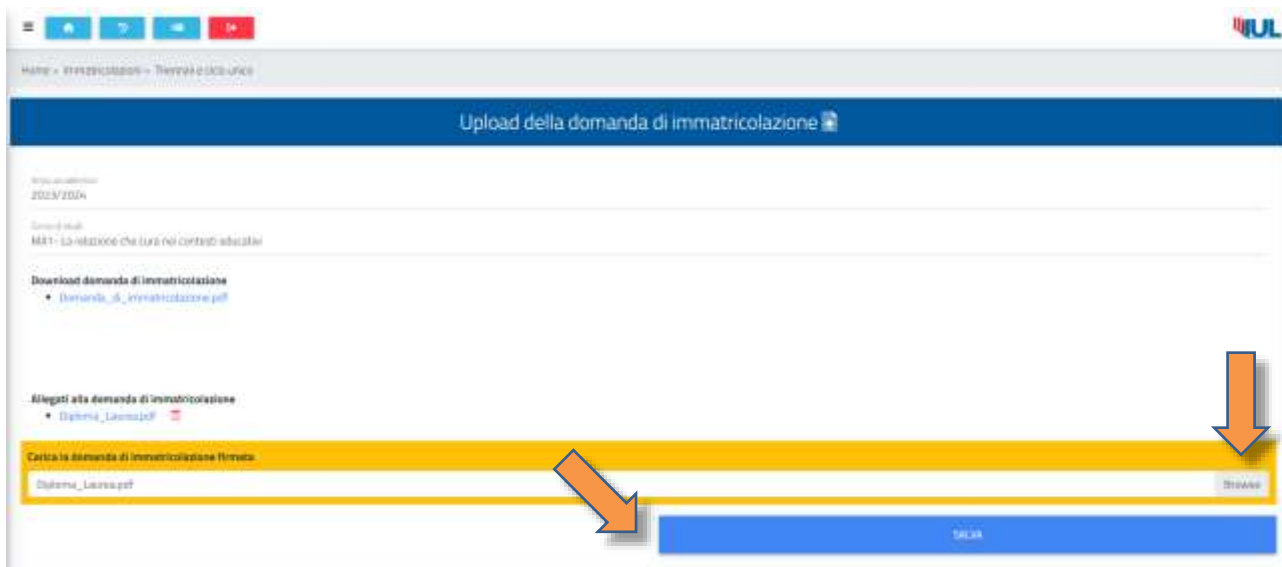 IUL
Home » Immatricolazioni » Triennali e ciclo unico
Upload della domanda di immatricolazione
Anno accademico
2023/2024
Corso di studi
MA1- La relazione che cura nei contesti educativi
Download domanda di immatricolazione
Domanda_di_immatricolazione.pdf
Allegati alla domanda di immatricolazione
Diploma_Laurea.pdf
Carica la domanda di immatricolazione firmata
Diploma_Laurea.pdf
Browse
SALVA